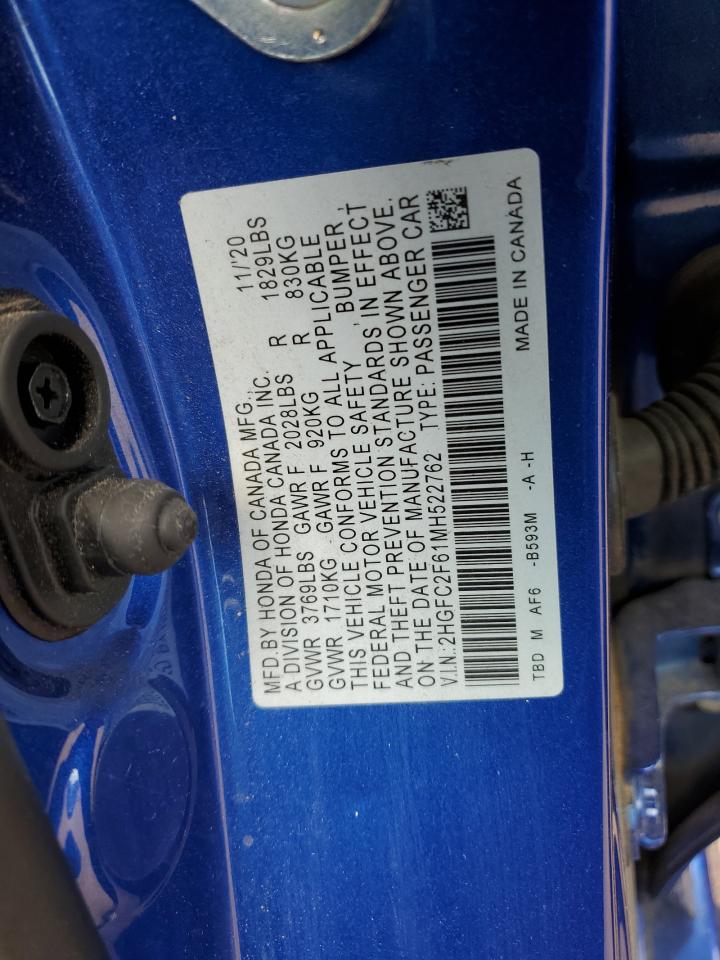 MFD.BY HONDA OF CANADA MFG., 11/'20
A DIVISION OF HONDA CANADA INC.
GVWR 3769LBS GAWR F 2028LBS R 1829LBS
GVWR 1710KG GAWR F 920KG R 830KG
THIS VEHICLE CONFORMS TO ALL APPLICABLE
FEDERAL MOTOR VEHICLE SAFETY , BUMPER ,
AND THEFT PREVENTION STANDARDS IN EFFECT
ON THE DATE OF MANUFACTURE SHOWN ABOVE.
V.I.N.:2HGFC2F61MH522762 TYPE: PASSENGER CAR
TBD M AF6 -B593M -A -H MADE IN CANADA